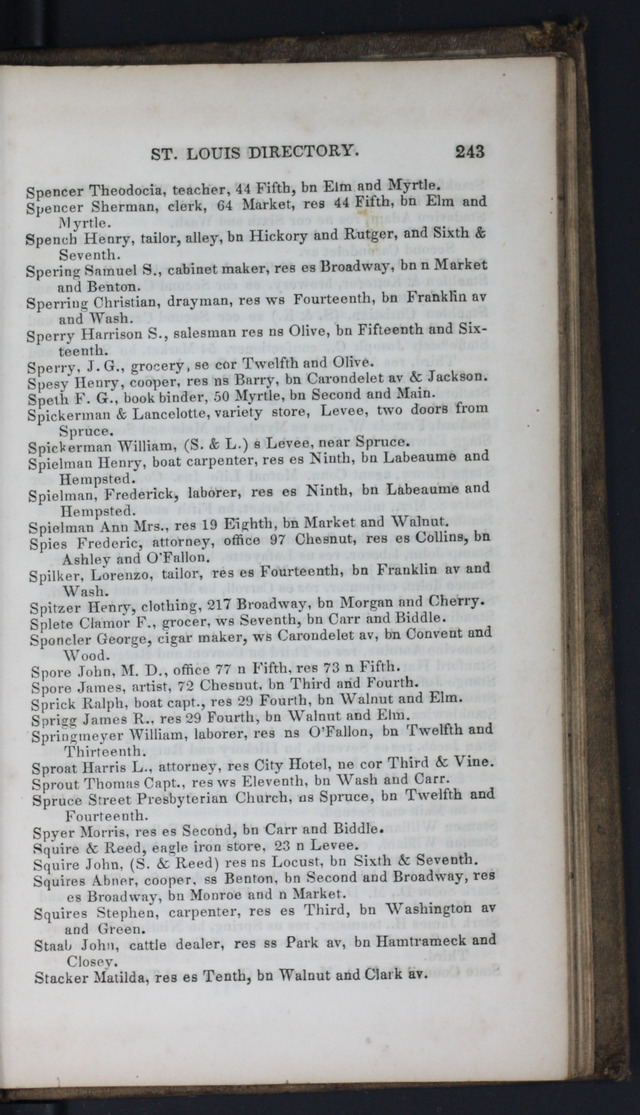 ST. LOUIS DIRECTORY. 243
Spencer Theodocia, teacher, 44 Fifth, bn Elm and Myrtle.
Spencer Sherman, clerk, 64 Market, res 44 Fifth, bn Elm and
Myrtle.
Spench Henry, tailor, alley, bn Hickory and Rutger, and Sixth &
Seventh.
Spering Samuel S., cabinet maker, res es Broadway, bn n Market
and Benton.
Sperring Christian, drayman, res ws Fourteenth, bn Franklin av
and Wash.
Sperry Harrison S., salesman res ns Olive, bn Fifteenth and Six-
teenth.
Sperry, J. G., grocery, se cor Twelfth and Olive.
Spesy Henry, cooper, res ns Barry, bn Carondelet av & Jackson.
Speth F. G., book binder, 50 Myrtle, bn Second and Main.
Spickerman & Lancelotte, variety store, Levee, two doors from
Spruce.
Spickerman William, (S. & L.) s Levee, near Spruce.
Spielman Henry, boat carpenter, res es Ninth, bn Labeaume and
Hempsted.
Spielman, Frederick, laborer, res es Ninth, bn Labeaume and
Hempsted.
Spielman Ann Mrs., res 19 Eighth, bn Market and Walnut.
Spies Frederic, attorney, office 97 Chesnut, res es Collins, bn
Ashley and O'Fallon.
Spilker, Lorenzo, tailor, res es Fourteenth, bn Franklin av and
Wash.
Spitzer Henry, clothing, 217 Broadway, bn Morgan and Cherry.
Splete Clamor F., grocer, ws Seventh, bn Carr and Biddle.
Sponcler George, cigar maker, ws Carondelet av, bn Convent and
Wood.
Spore John, M. D., office 77 n Fifth, res 73 n Fifth.
Spore James, artist, 72 Chesnut, bn Third and Fourth.
Sprick Ralph, boat capt., res 29 Fourth, bn Walnut and Elm.
Sprigg James R., res 29 Fourth, bn Walnut and Elm.
Springmeyer William, laborer, res ns O'Fallon, bn Twelfth and
Thirteenth.
Sproat Harris L., attorney, res City Hotel, ne cor Third & Vine.
Sprout Thomas Capt., res ws Eleventh, bn Wash and Carr.
Spruce Street Presbyterian Church, ns Spruce, bn Twelfth and
Fourteenth.
Spyer Morris, res es Second, bn Carr and Biddle.
Squire & Reed, eagle iron store, 23 n Levee.
Squire John, (S. & Reed) res ns Locust, bn Sixth & Seventh.
Squires Abner, cooper, ss Benton, bn Second and Broadway, res
es Broadway, bn Monroe and n Market.
Squires Stephen, carpenter, res es Third, bn Washington av
and Green.
Staab John, cattle dealer, res ss Park av, bn Hamtrameck and
Closey.
Stacker Matilda, res es Tenth, bn Walnut and Clark av.